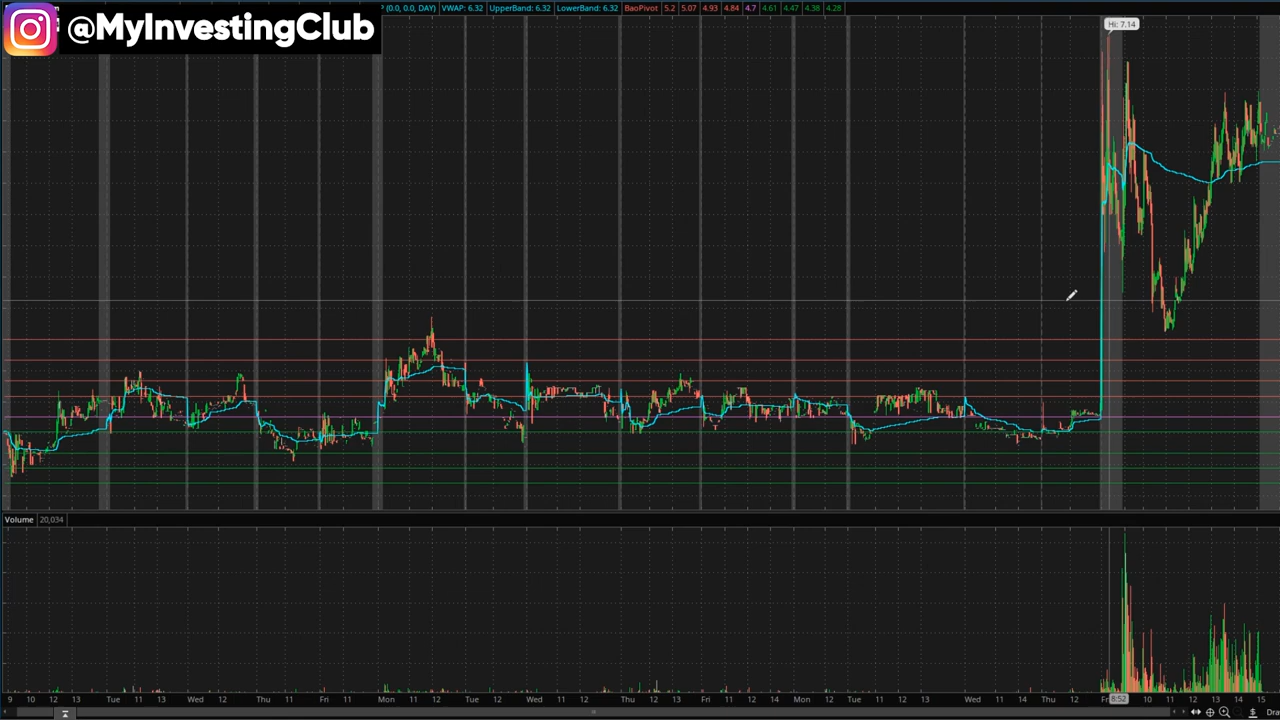 @MyInvestingClub
P (0.0, 0.0, DAY) VWAP: 6.32 UpperBand: 6.32 LowerBand: 6.32 BaoPivot 5.2 5.07 4.93 4.84 4.7 4.61 4.47 4.38 4.28
Hi: 7.14
Volume 20,034
9 10 12 Tue 11 13 Wed 12 Thu 11 Fri 11 Mon 11 12 Tue 12 Wed 11 12 Thu 11 13 Fri 11 12 14 Mon 12 Tue 11 12 13 Wed 12 14 Thu 12 8:52 10 11 12 13 14 15